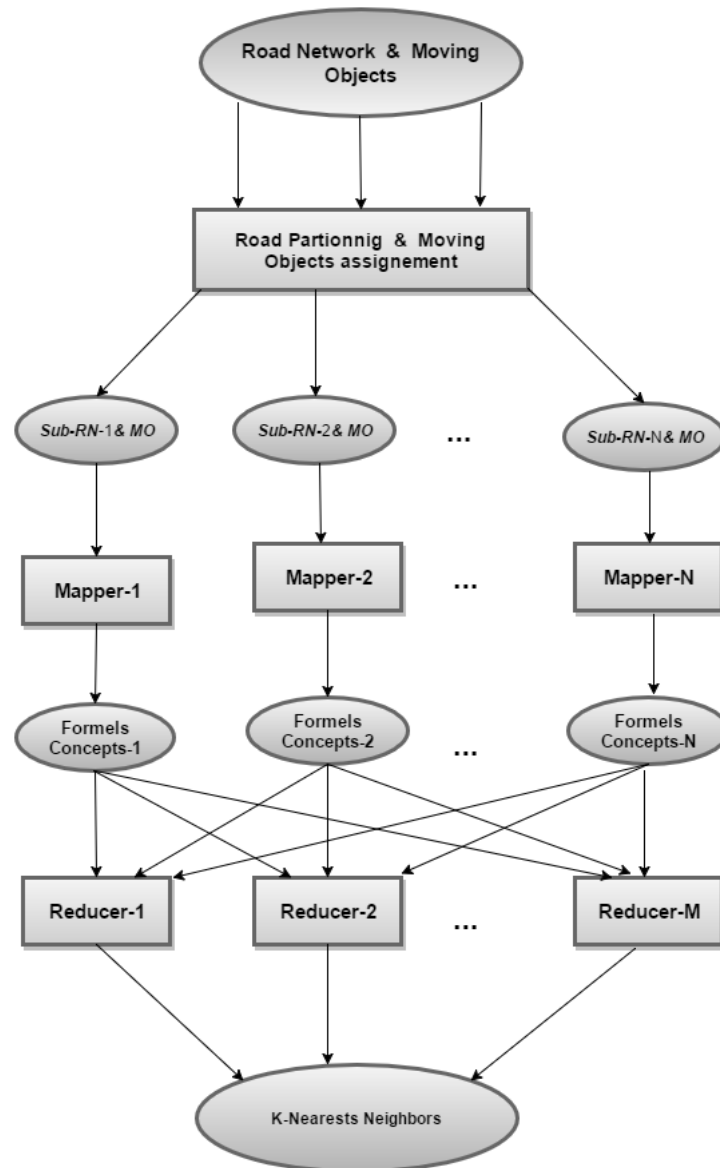 Road Network & Moving
Objects
Road Partionnig & Moving
Objects assignement
Sub-RN-1& MO
Sub-RN-2& MO
...
Sub-RN-N& MO
Mapper-1
Mapper-2
...
Mapper-N
Formels
Concepts-1
Formels
Concepts-2
...
Formels
Concepts-N
Reducer-1
Reducer-2
...
Reducer-M
K-Nearests Neighbors